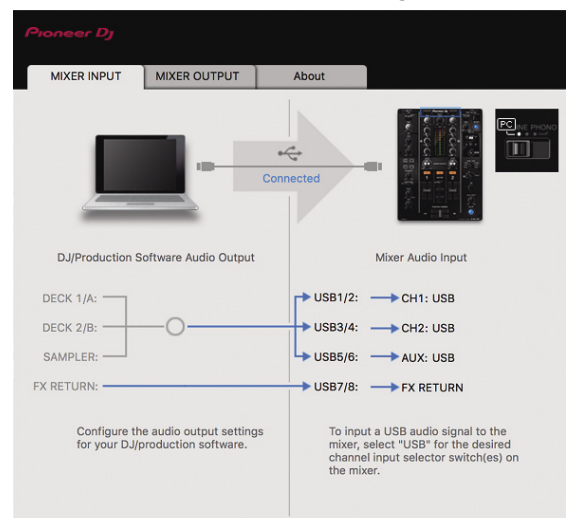 Pioneer Dj
MIXER INPUT
MIXER OUTPUT
About
PC
LINE PHONO
Connected
DJ/Production Software Audio Output
Mixer Audio Input
DECK 1/A:
DECK 2/B:
SAMPLER:
FX RETURN:
USB1/2:
CH1: USB
USB3/4:
CH2: USB
USB5/6:
AUX: USB
USB7/8:
FX RETURN
Configure the audio output settings
for your DJ/production software.
To input a USB audio signal to the
mixer, select "USB" for the desired
channel input selector switch(es) on
the mixer.